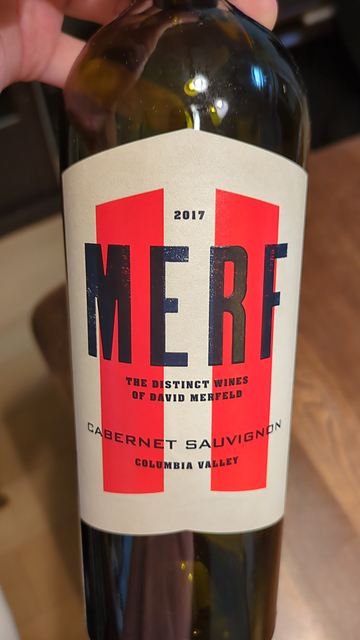 2017
MERF
THE DISTINCT WINES
OF DAVID MERFELD
CABERNET SAUVIGNON
COLUMBIA VALLEY